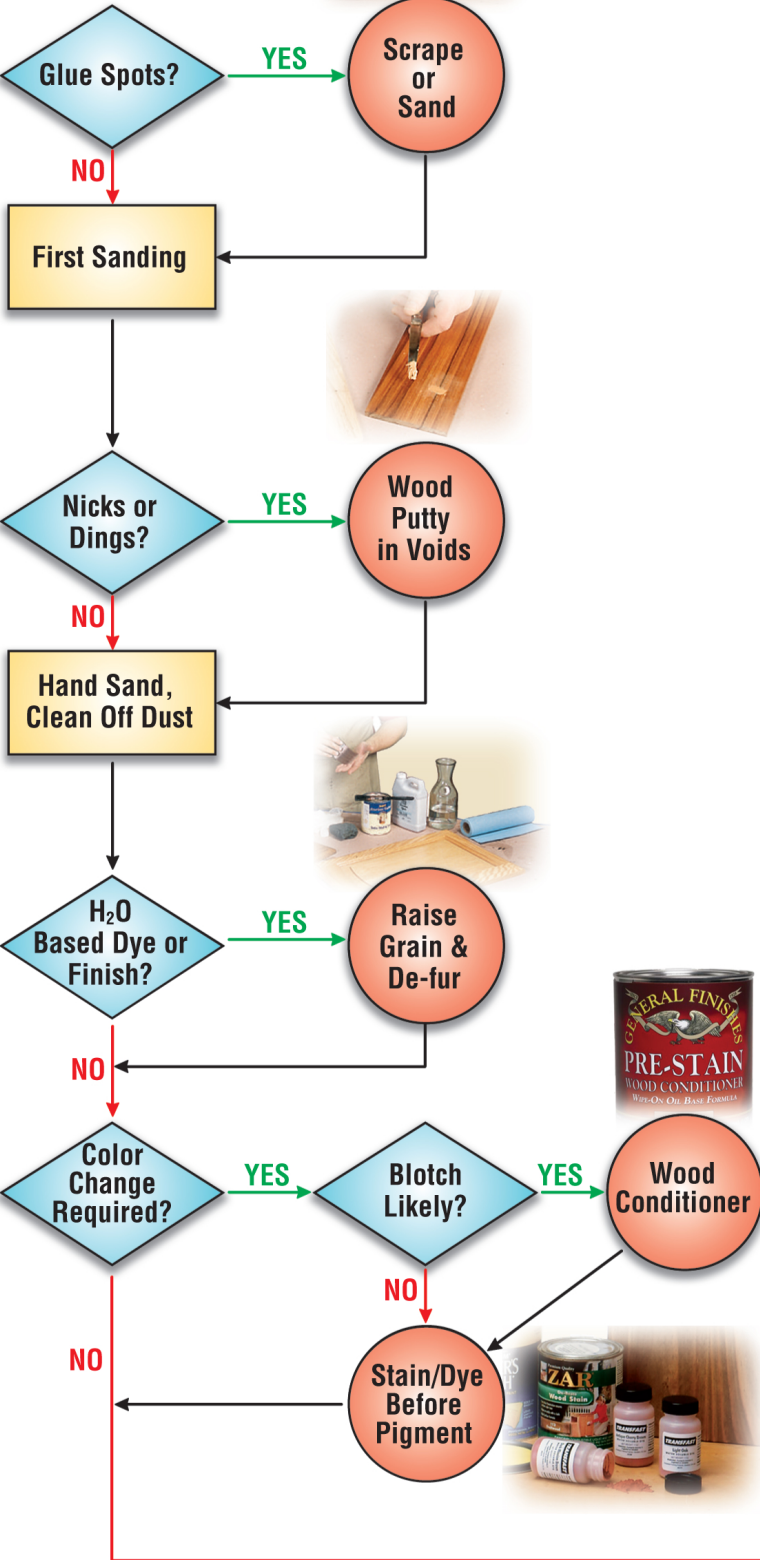 Glue Spots?
YES
Scrape
or
Sand
NO
First Sanding
Nicks or
Dings?
YES
Wood
Putty
in Voids
NO
Hand Sand,
Clean Off Dust
H₂O
Based Dye or
Finish?
YES
Raise
Grain &
De-fur
NO
GENERAL FINISHES
PRE-STAIN
WOOD CONDITIONER
WIPE-ON OIL BASE FORMULA
Color
Change
Required?
YES
Blotch
Likely?
YES
Wood
Conditioner
NO
NO
Stain/Dye
Before
Pigment
ZAR
Wood Stain
TRANSFAST
TRANSFAST
TRANSFAST